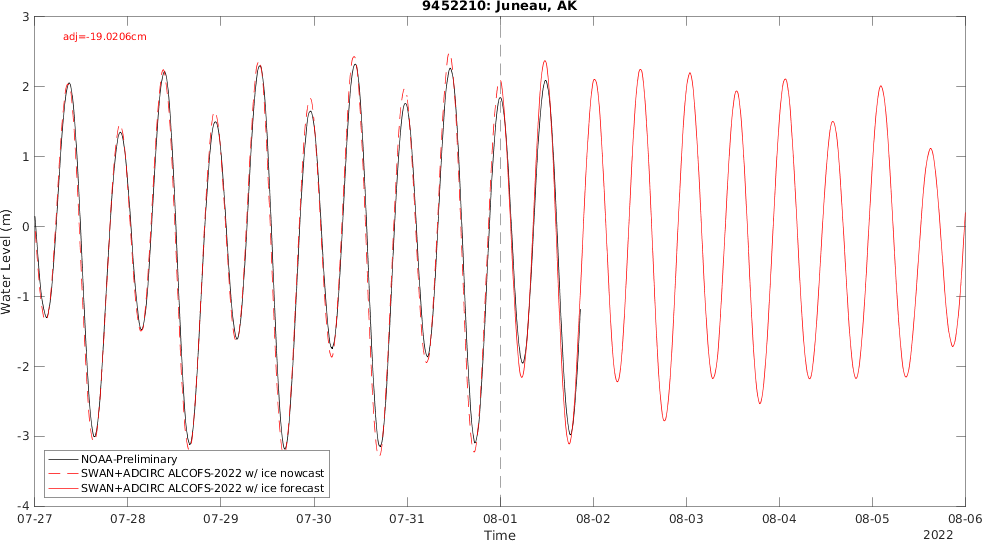 9452210: Juneau, AK
adj=-19.0206cm
Water Level (m)
3
2
1
0
-1
-2
-3
-4
NOAA-Preliminary
SWAN+ADCIRC ALCOFS-2022 w/ ice nowcast
SWAN+ADCIRC ALCOFS-2022 w/ ice forecast
07-27 07-28 07-29 07-30 07-31 08-01 08-02 08-03 08-04 08-05 08-06
Time
2022